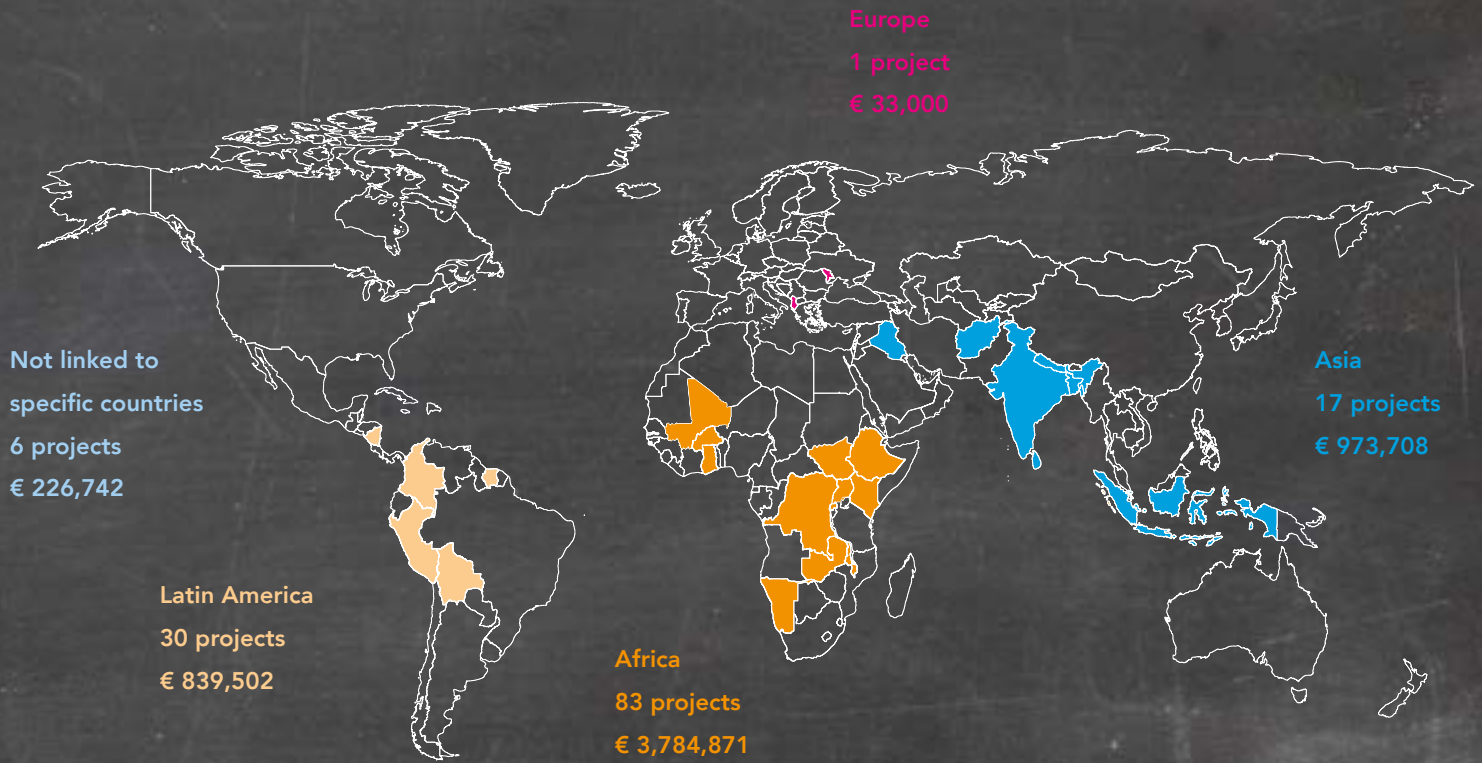 Europe
1 project
€ 33,000
Not linked to
specific countries
6 projects
€ 226,742
Asia
17 projects
€ 973,708
Latin America
30 projects
€ 839,502
Africa
83 projects
€ 3,784,871